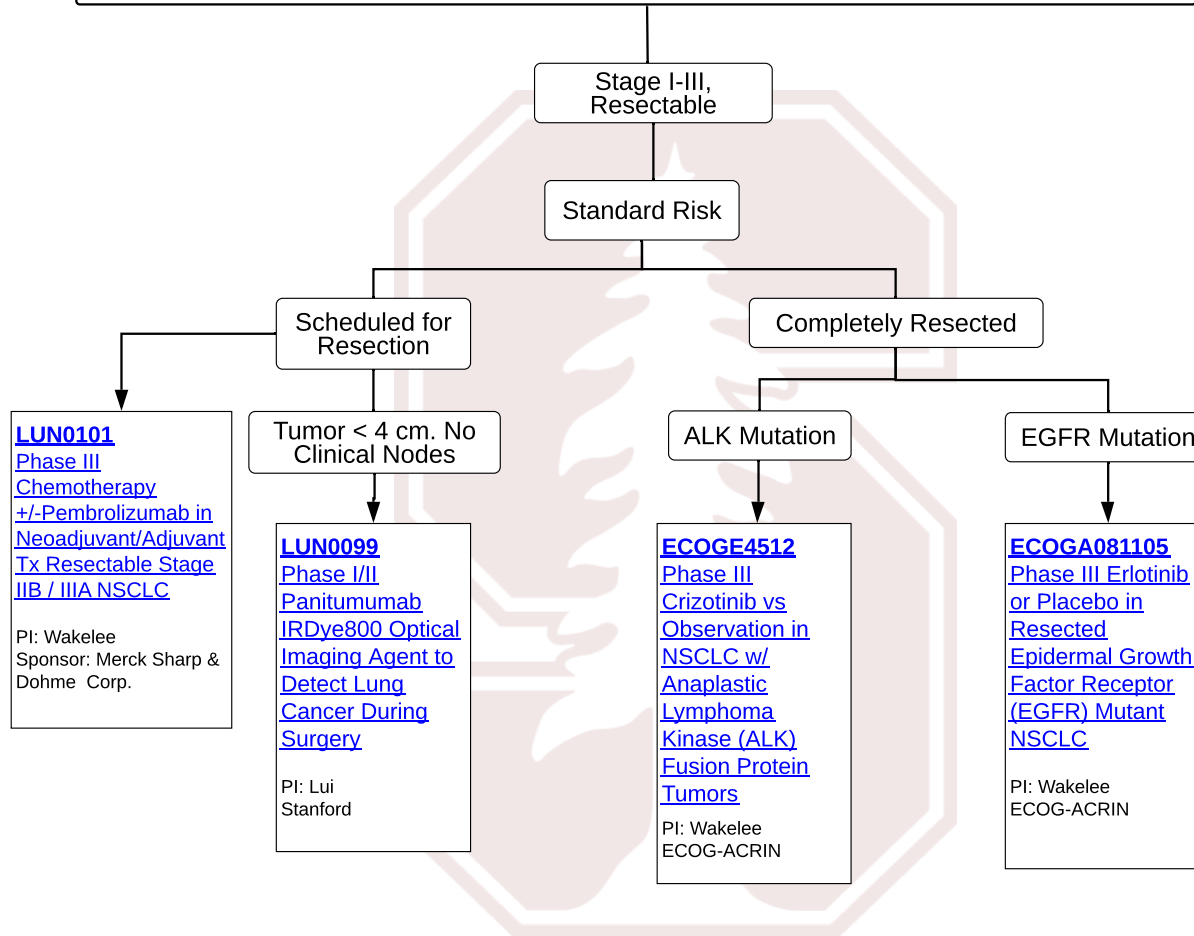 Stage I-III,
Resectable
Standard Risk
Scheduled for
Resection
Completely Resected
Tumor < 4 cm. No
Clinical Nodes
ALK Mutation
EGFR Mutation
LUN0101
Phase III
Chemotherapy
+/-Pembrolizumab in
Neoadjuvant/Adjuvant
Tx Resectable Stage
IIB / IIIA NSCLC
PI: Wakelee
Sponsor: Merck Sharp &
Dohme  Corp.
LUN0099
Phase I/II
Panitumumab
IRDye800 Optical
Imaging Agent to
Detect Lung
Cancer During
Surgery
PI: Lui
Stanford
ECOGE4512
Phase III
Crizotinib vs
Observation in
NSCLC w/
Anaplastic
Lymphoma
Kinase (ALK)
Fusion Protein
Tumors
PI: Wakelee
ECOG-ACRIN
ECOGA081105
Phase III Erlotinib
or Placebo in
Resected
Epidermal Growth
Factor Receptor
(EGFR) Mutant
NSCLC
PI: Wakelee
ECOG-ACRIN